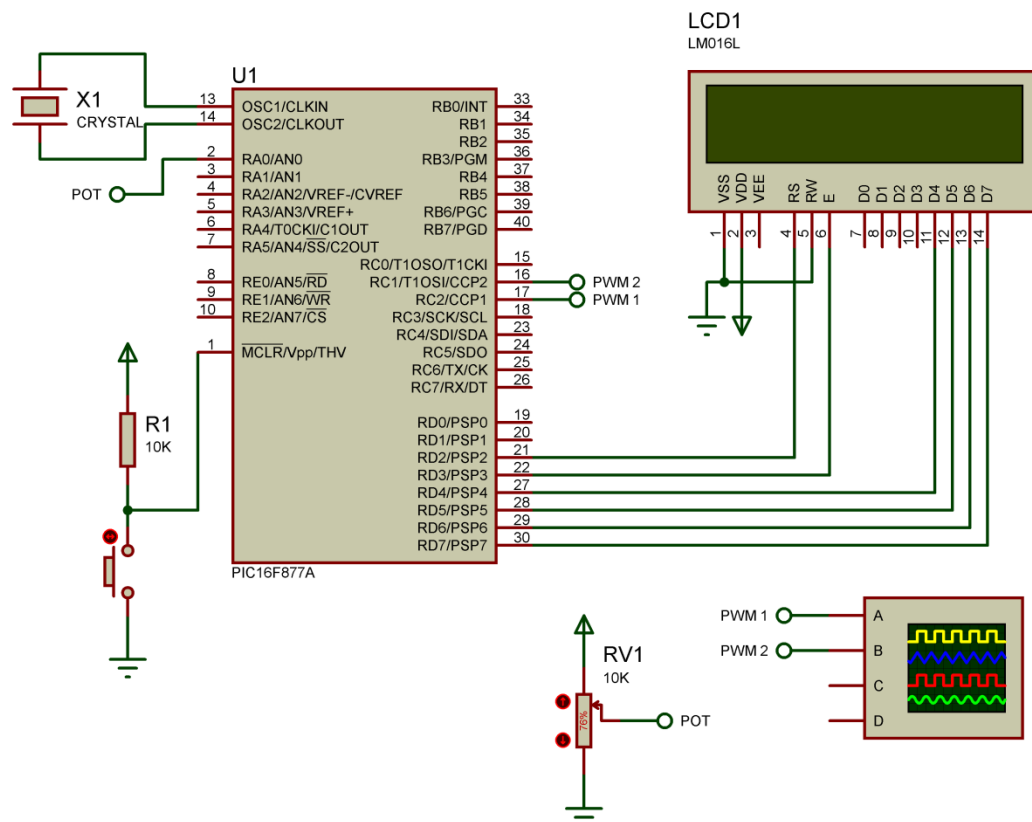 LCD1
LM016L
VSS
VDD
VEE
RS
RW
E
D0
D1
D2
D3
D4
D5
D6
D7
1
2
3
4
5
6
7
8
9
10
11
12
13
14
X1
CRYSTAL
POT
U1
13 OSC1/CLKIN RB0/INT 33
14 OSC2/CLKOUT RB1 34
RB2 35
2 RA0/AN0 RB3/PGM 36
3 RA1/AN1 RB4 37
4 RA2/AN2/VREF-/CVREF RB5 38
5 RA3/AN3/VREF+ RB6/PGC 39
6 RA4/T0CKI/C1OUT RB7/PGD 40
7 RA5/AN4/SS/C2OUT
RC0/T1OSO/T1CKI 15
8 RE0/AN5/RD RC1/T1OSI/CCP2 16 PWM 2
9 RE1/AN6/WR RC2/CCP1 17 PWM 1
10 RE2/AN7/CS RC3/SCK/SCL 18
RC4/SDI/SDA 23
1 MCLR/Vpp/THV RC5/SDO 24
RC6/TX/CK 25
RC7/RX/DT 26
RD0/PSP0 19
RD1/PSP1 20
RD2/PSP2 21
RD3/PSP3 22
RD4/PSP4 27
RD5/PSP5 28
RD6/PSP6 29
RD7/PSP7 30
PIC16F877A
R1
10K
RV1
10K
76%
POT
PWM 1 A
PWM 2 B
C
D